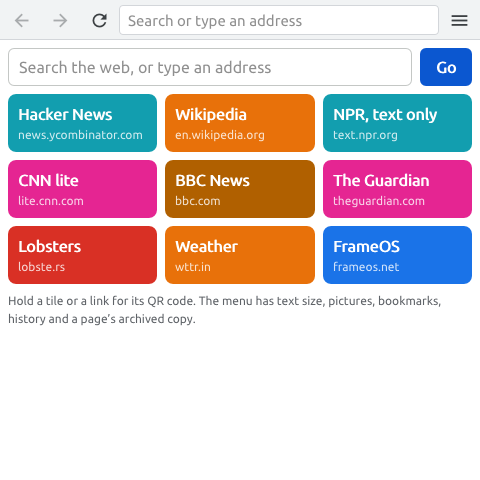 Search or type an address
Search the web, or type an address
Go
Hacker News
news.ycombinator.com
Wikipedia
en.wikipedia.org
NPR, text only
text.npr.org
CNN lite
lite.cnn.com
BBC News
bbc.com
The Guardian
theguardian.com
Lobsters
lobste.rs
Weather
wttr.in
FrameOS
frameos.net
Hold a tile or a link for its QR code. The menu has text size, pictures, bookmarks,
history and a page’s archived copy.